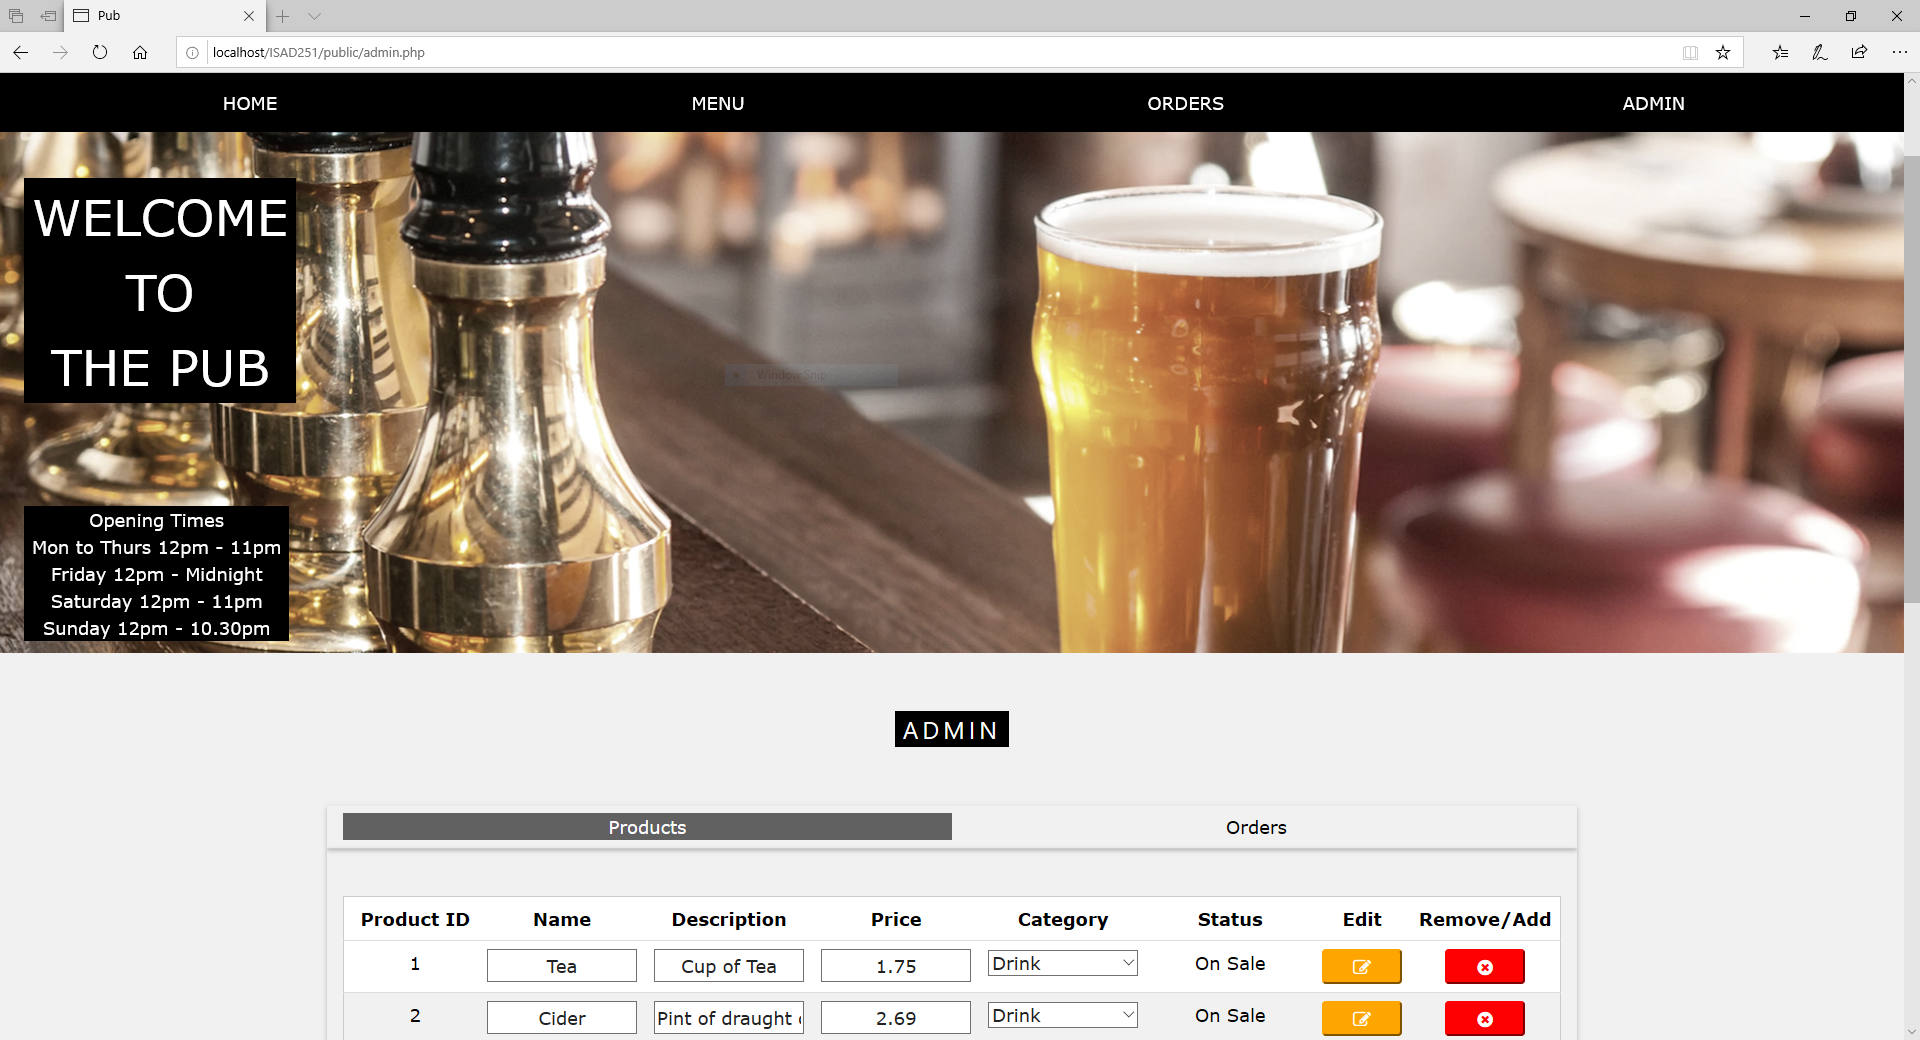 Pub
localhost/ISAD251/public/admin.php
HOME MENU ORDERS ADMIN
WELCOME
TO
THE PUB
Window Snip
Opening Times
Mon to Thurs 12pm - 11pm
Friday 12pm - Midnight
Saturday 12pm - 11pm
Sunday 12pm - 10.30pm
ADMIN
Products Orders
Product ID Name Description Price Category Status Edit Remove/Add
1 Tea Cup of Tea 1.75 Drink On Sale
2 Cider Pint of draught 2.69 Drink On Sale